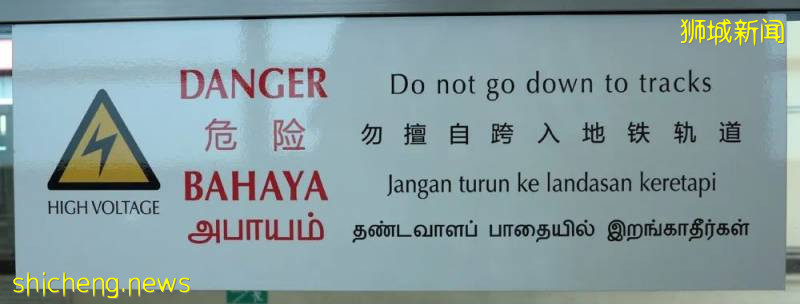 狮城新闻
HIGH VOLTAGE
DANGER
危险
BAHAYA
அபாயம்
Do not go down to tracks
勿擅自跨入地铁轨道
Jangan turun ke landasan keretapi
தண்டவாளப் பாதையில் இறங்காதீர்கள்
shicheng.news